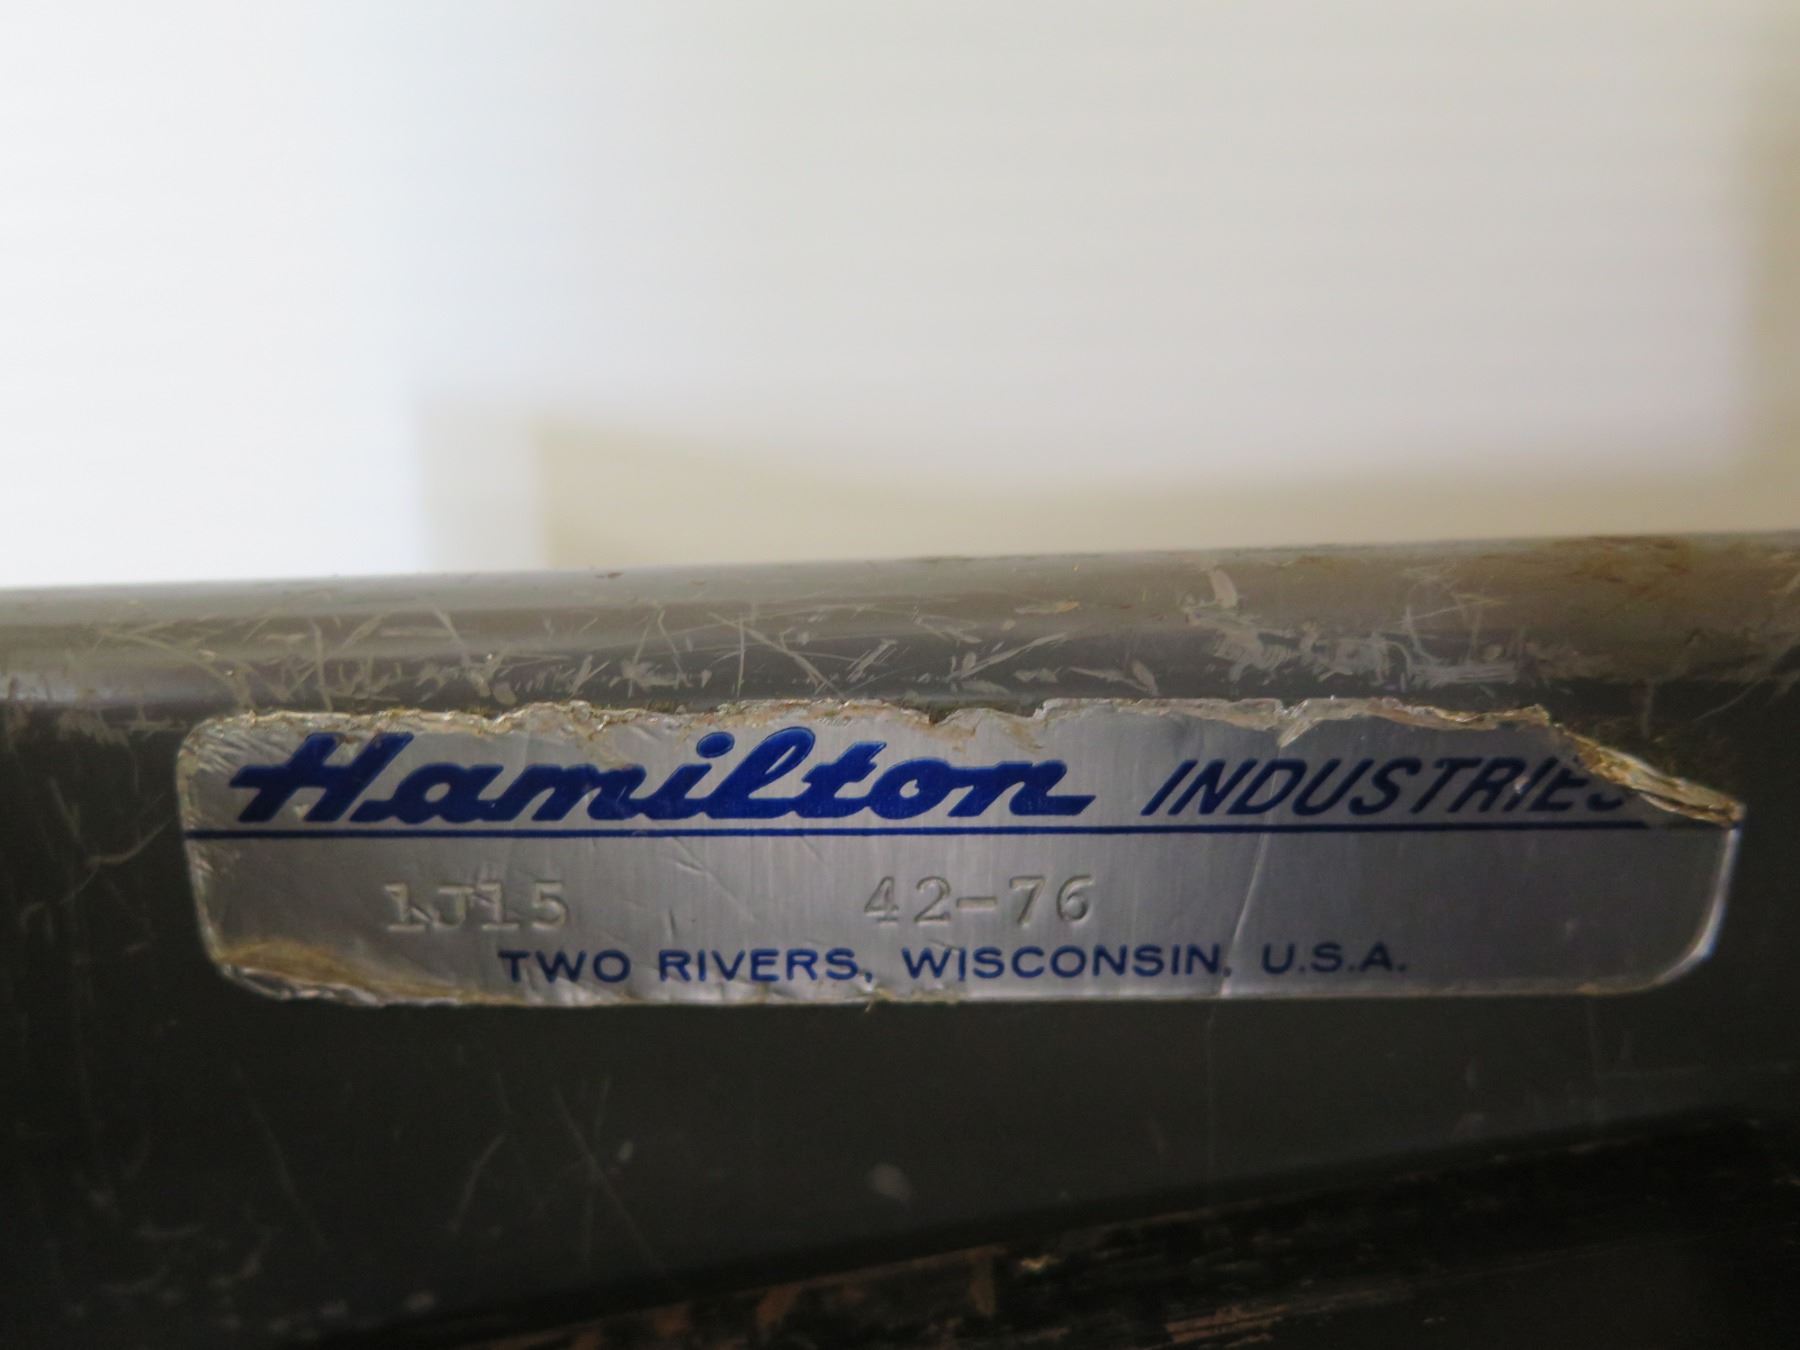 Hamilton INDUSTRIES
1J15 42-76
TWO RIVERS, WISCONSIN, U.S.A.